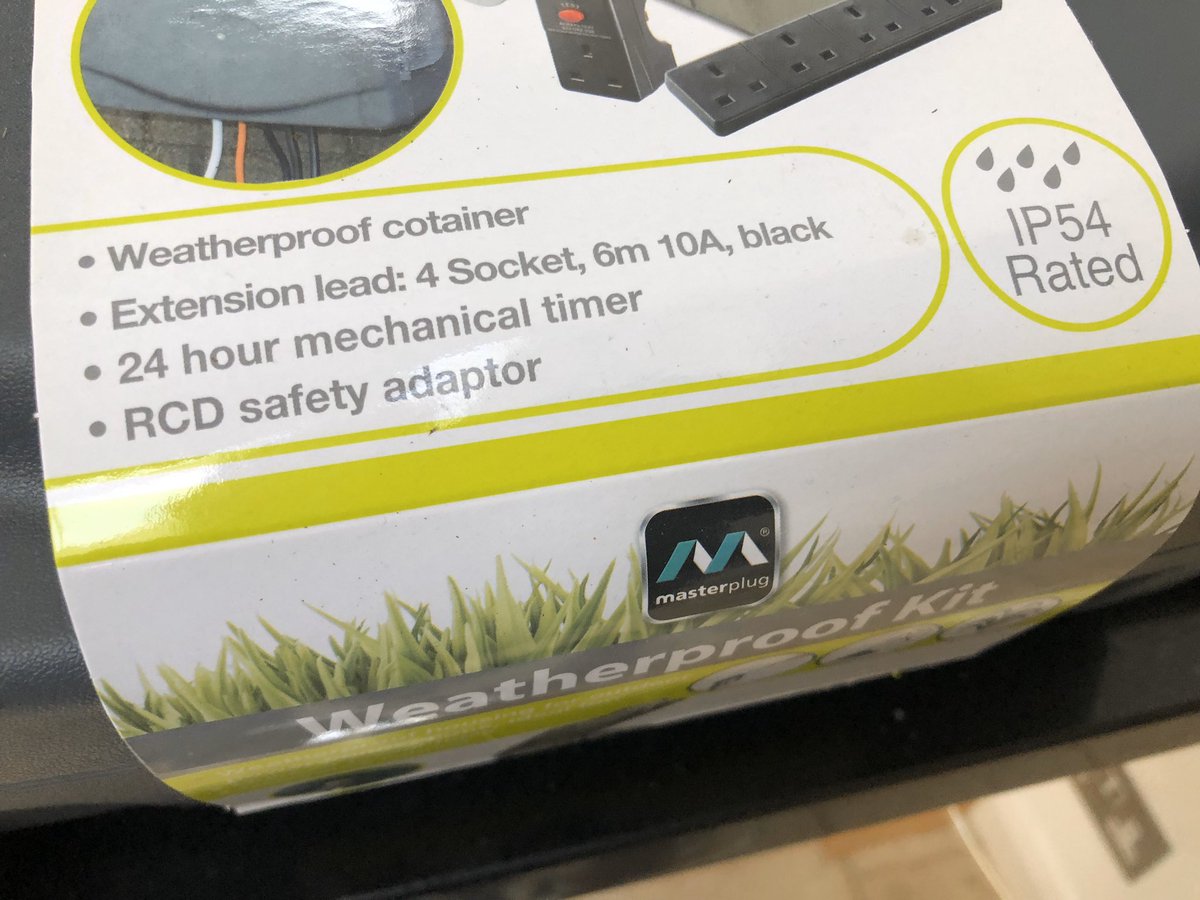 TEST
• Weatherproof cotainer
• Extension lead: 4 Socket, 6m 10A, black
• 24 hour mechanical timer
• RCD safety adaptor
IP54
Rated
®
masterplug
Weatherproof Kit